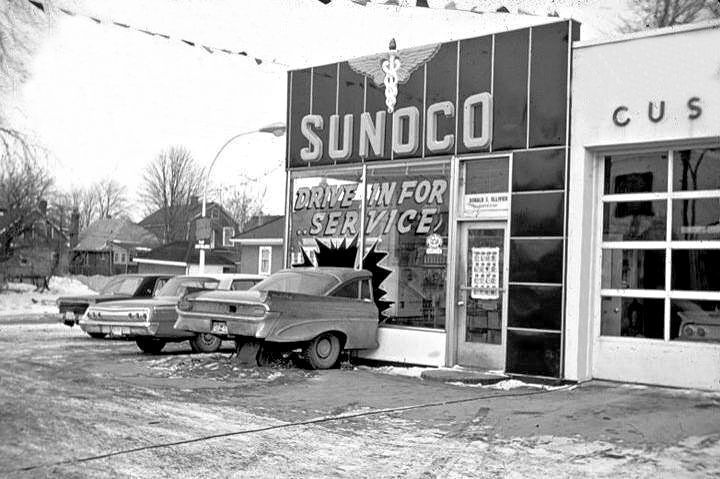 SUNOCO
DRIVE IN FOR
..SERVICE,
CUS